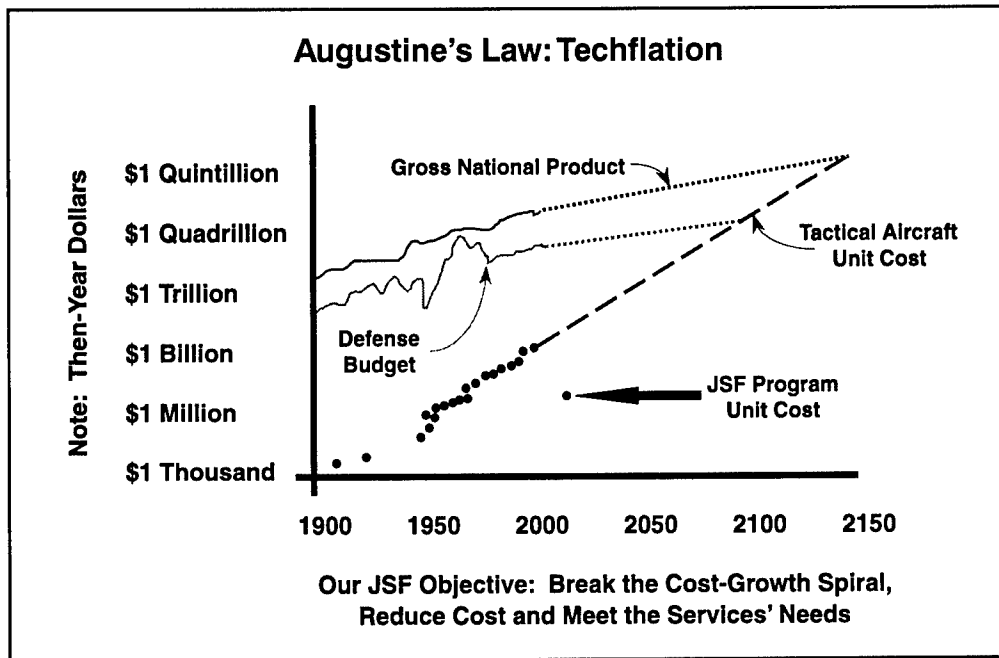 Augustine's Law: Techflation
Note: Then-Year Dollars
$1 Quintillion
$1 Quadrillion
$1 Trillion
$1 Billion
$1 Million
$1 Thousand
Gross National Product
Tactical Aircraft
Unit Cost
Defense
Budget
JSF Program
Unit Cost
1900
1950
2000
2050
2100
2150
Our JSF Objective: Break the Cost-Growth Spiral,
Reduce Cost and Meet the Services' Needs